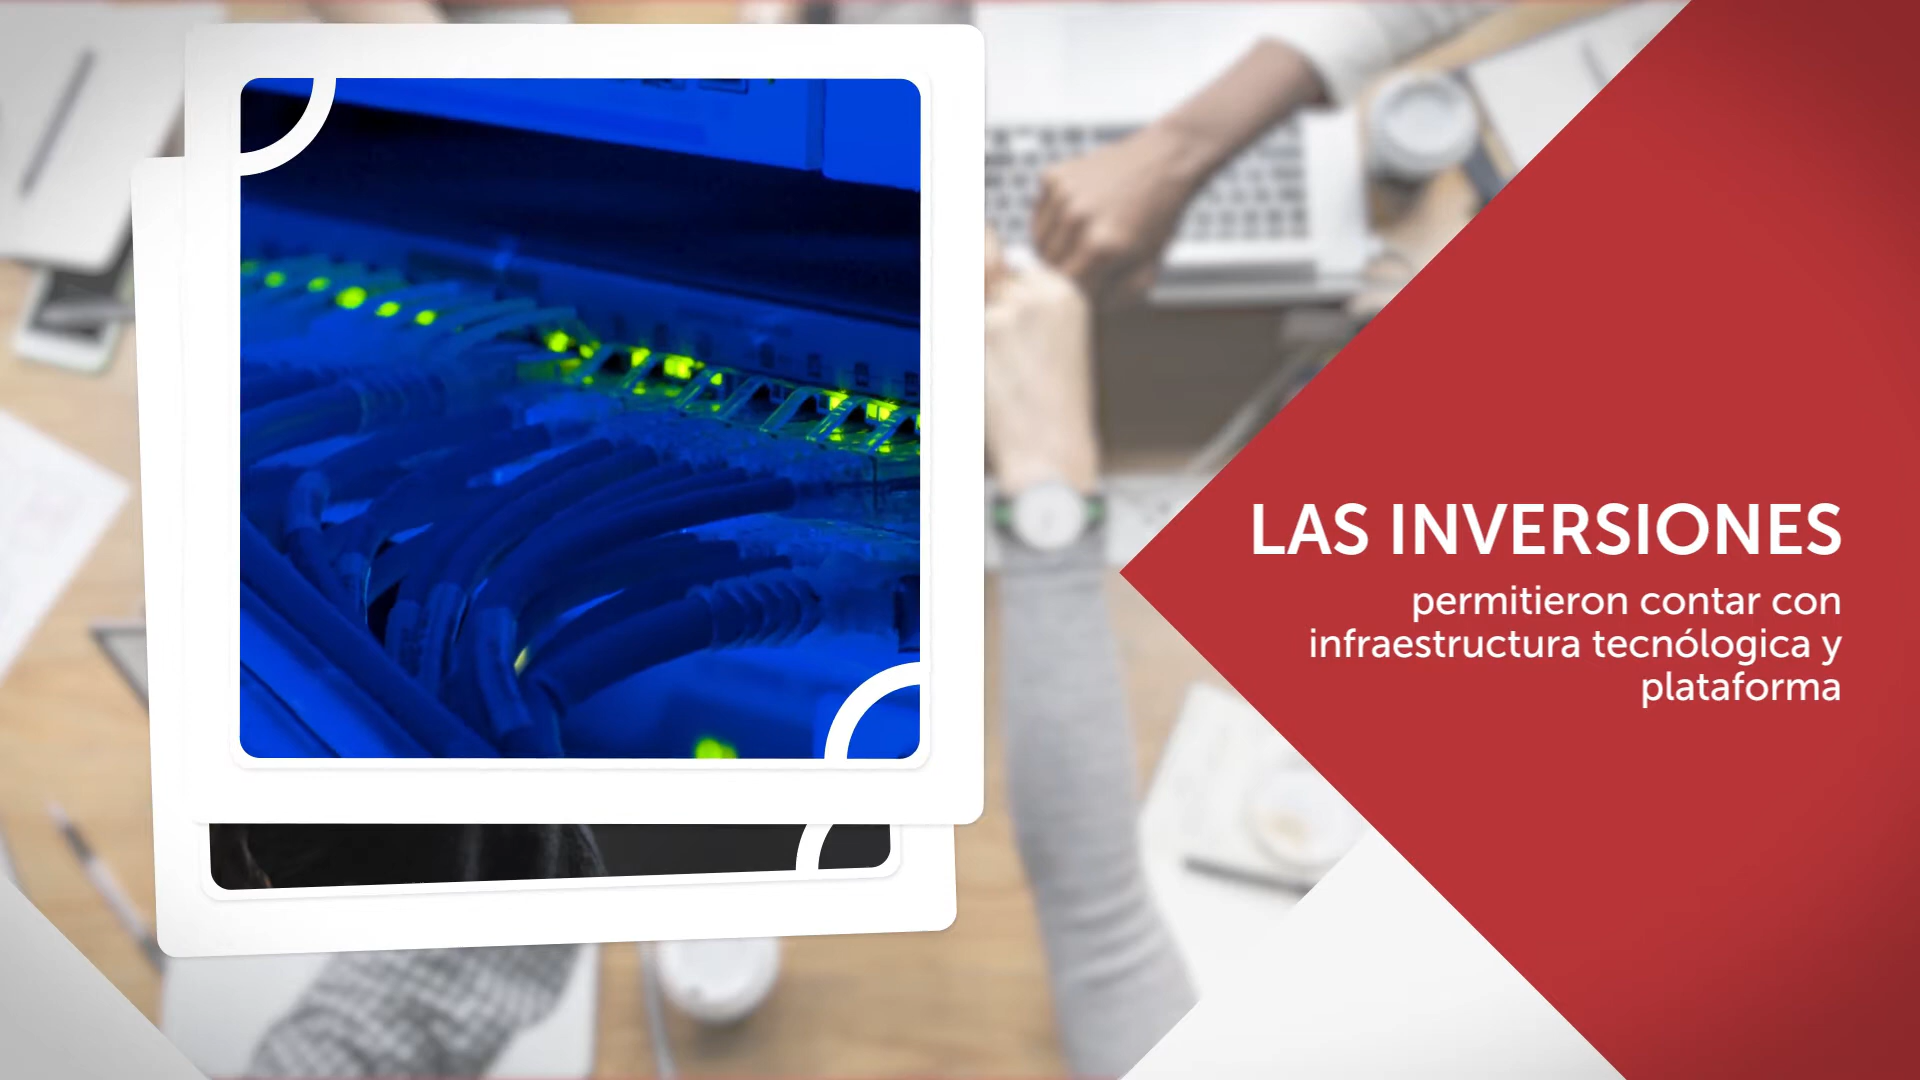 LAS INVERSIONES
permitieron contar con
infraestructura tecnólogica y
plataforma